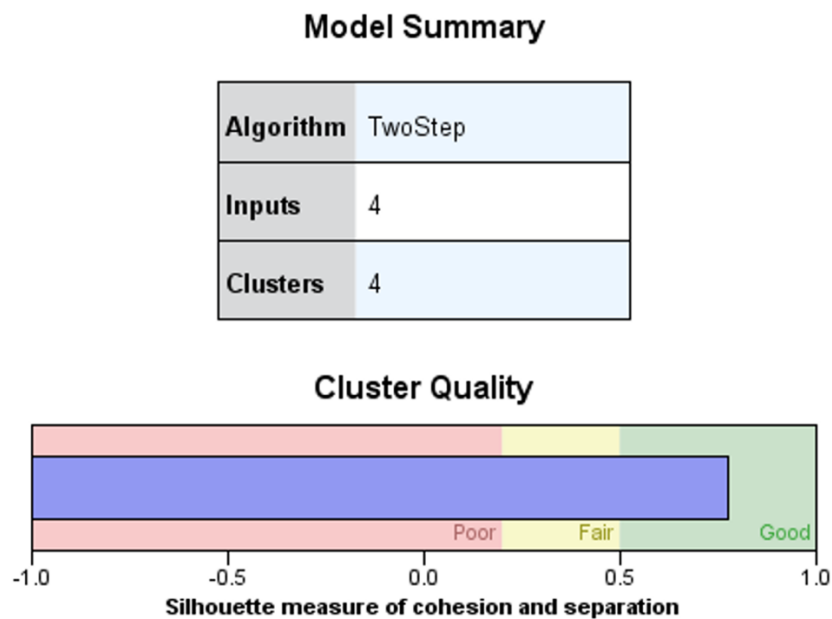 Model Summary
Algorithm TwoStep
Inputs 4
Clusters 4
Cluster Quality
Poor Fair Good
-1.0 -0.5 0.0 0.5 1.0
Silhouette measure of cohesion and separation